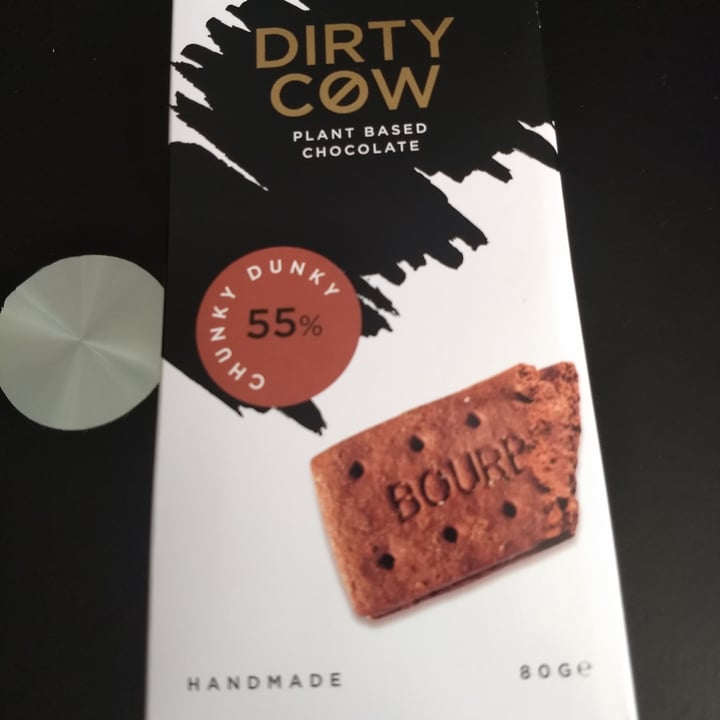 DIRTY
CØW
PLANT BASED
CHOCOLATE
CHUNKY DUNKY
55%
BOURB
HANDMADE
80G℮